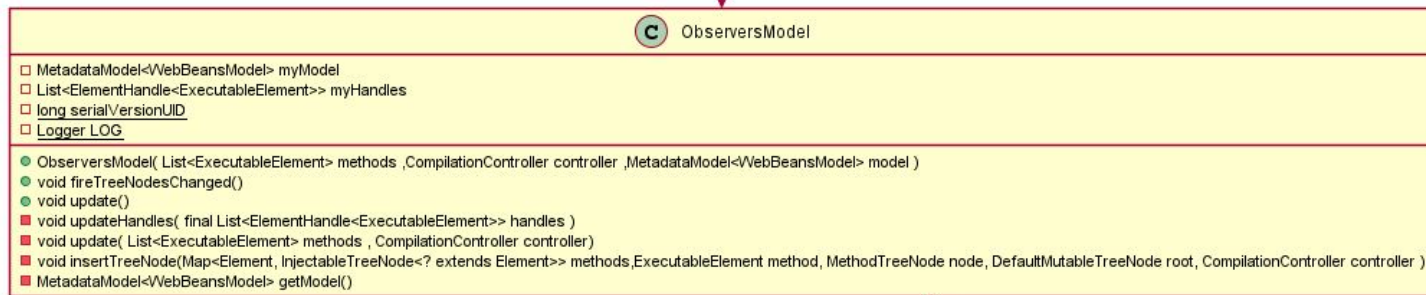 C ObserversModel
MetadataModel<WebBeansModel> myModel
List<ElementHandle<ExecutableElement>> myHandles
long serialVersionUID
Logger LOG
ObserversModel( List<ExecutableElement> methods ,CompilationController controller ,MetadataModel<WebBeansModel> model )
void fireTreeNodesChanged()
void update()
void updateHandles( final List<ElementHandle<ExecutableElement>> handles )
void update( List<ExecutableElement> methods , CompilationController controller)
void insertTreeNode(Map<Element, InjectableTreeNode<? extends Element>> methods,ExecutableElement method, MethodTreeNode node, DefaultMutableTreeNode root, CompilationController controller )
MetadataModel<WebBeansModel> getModel()